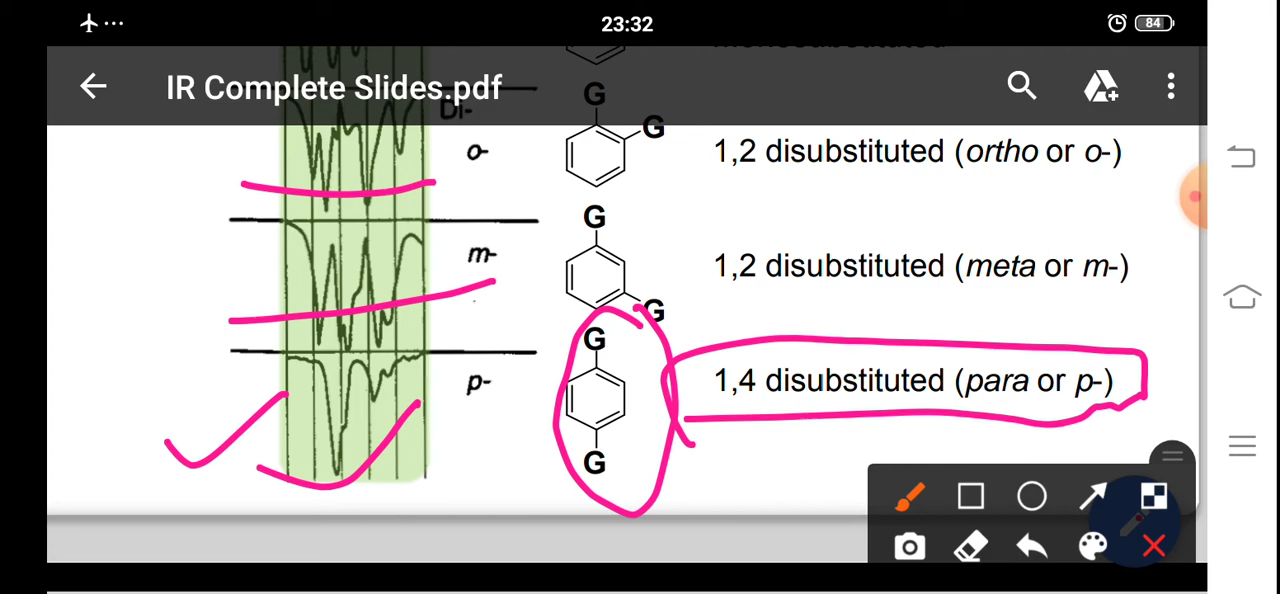 23:32
84
IR Complete Slides.pdf
monosubstituted
Di-
G
G
o-
1,2 disubstituted (ortho or o-)
G
m-
1,2 disubstituted (meta or m-)
G
G
p-
1,4 disubstituted (para or p-)
G